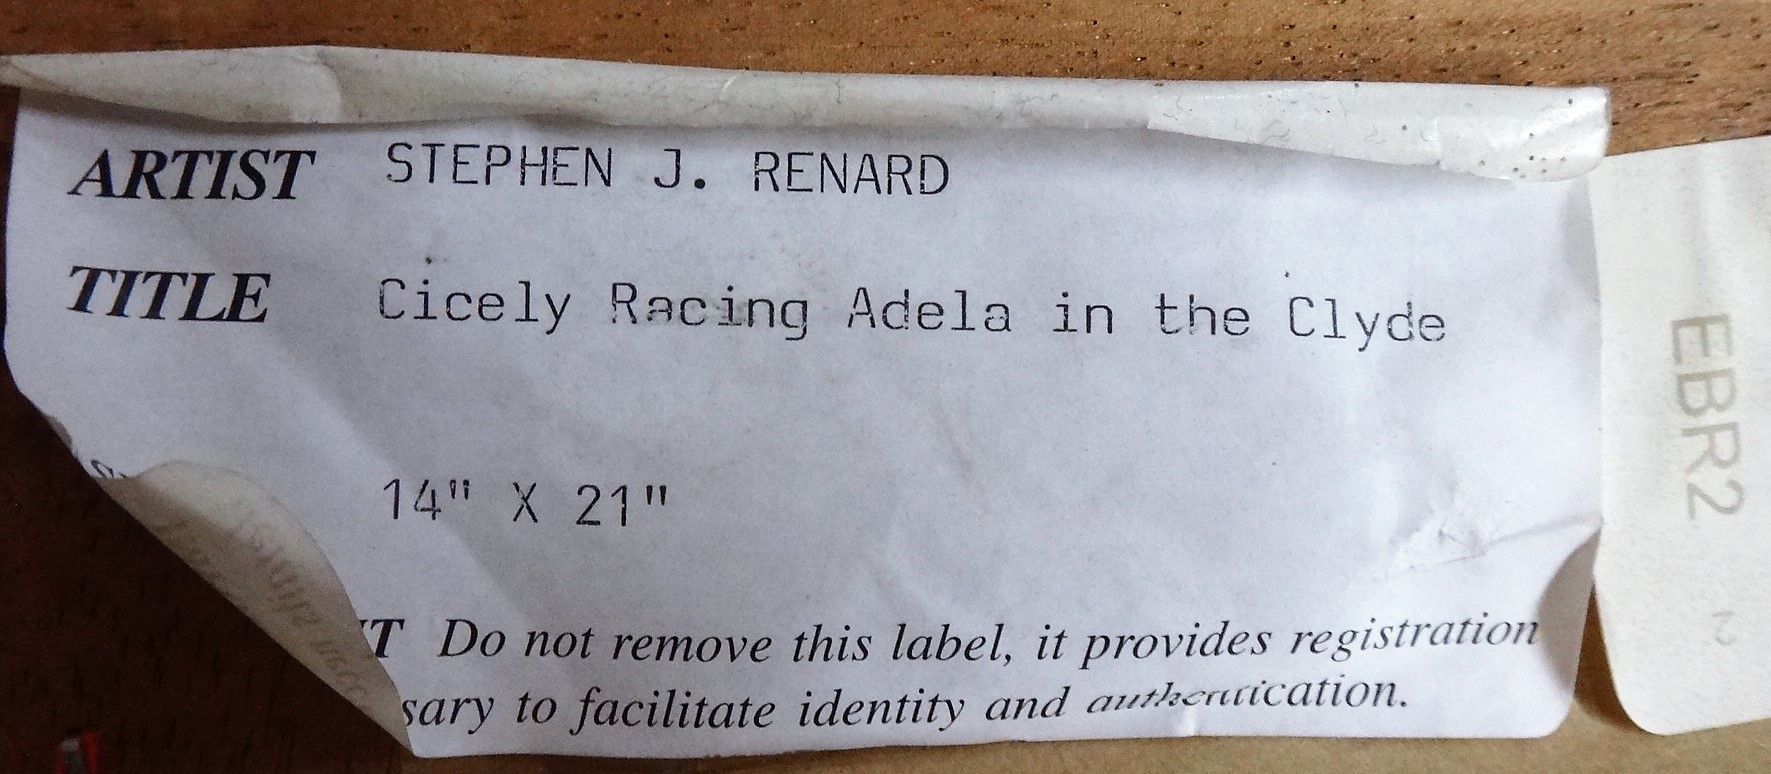 ARTIST STEPHEN J. RENARD
TITLE Cicely Racing Adela in the Clyde
14" X 21"
T Do not remove this label, it provides registration
sary to facilitate identity and authentication.
EBR2
2